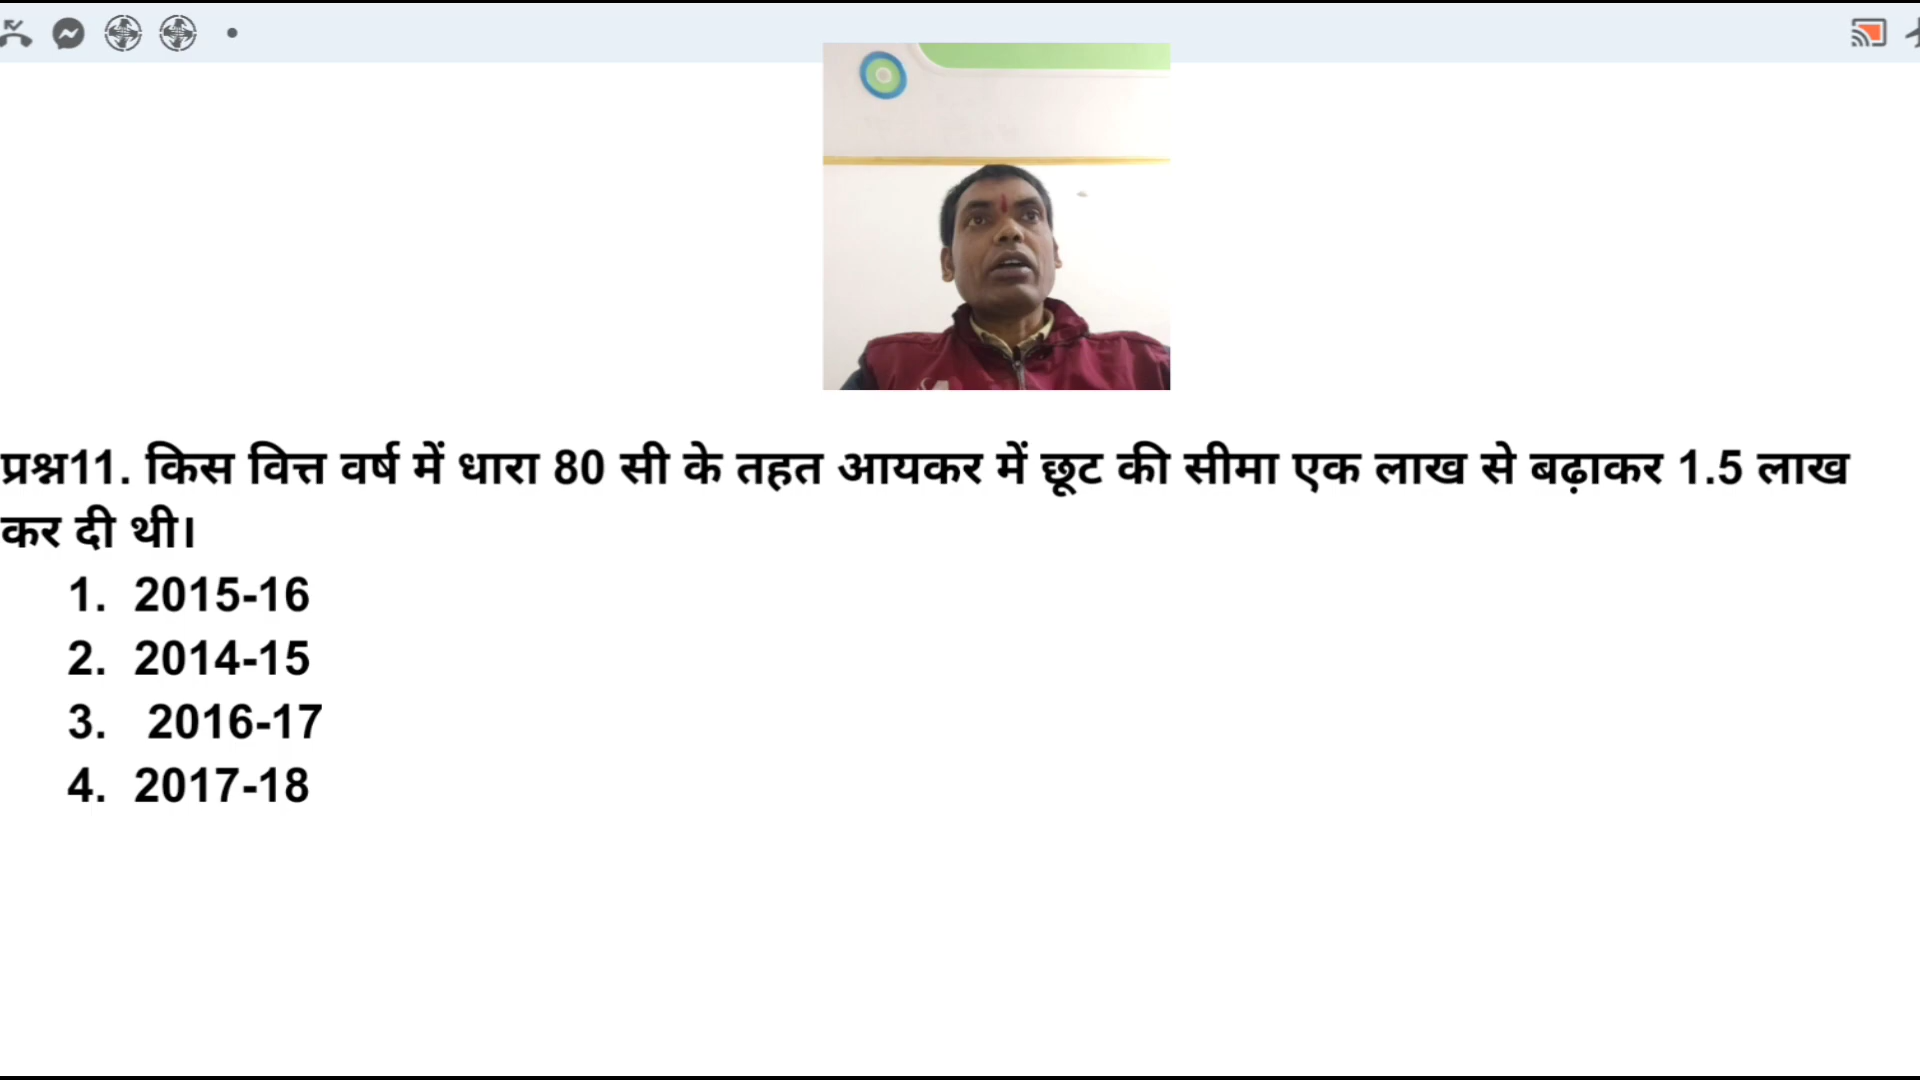 प्रश्न11. किस वित्त वर्ष में धारा 80 सी के तहत आयकर में छूट की सीमा एक लाख से बढ़ाकर 1.5 लाख
कर दी थी।
1. 2015-16
2. 2014-15
3. 2016-17
4. 2017-18